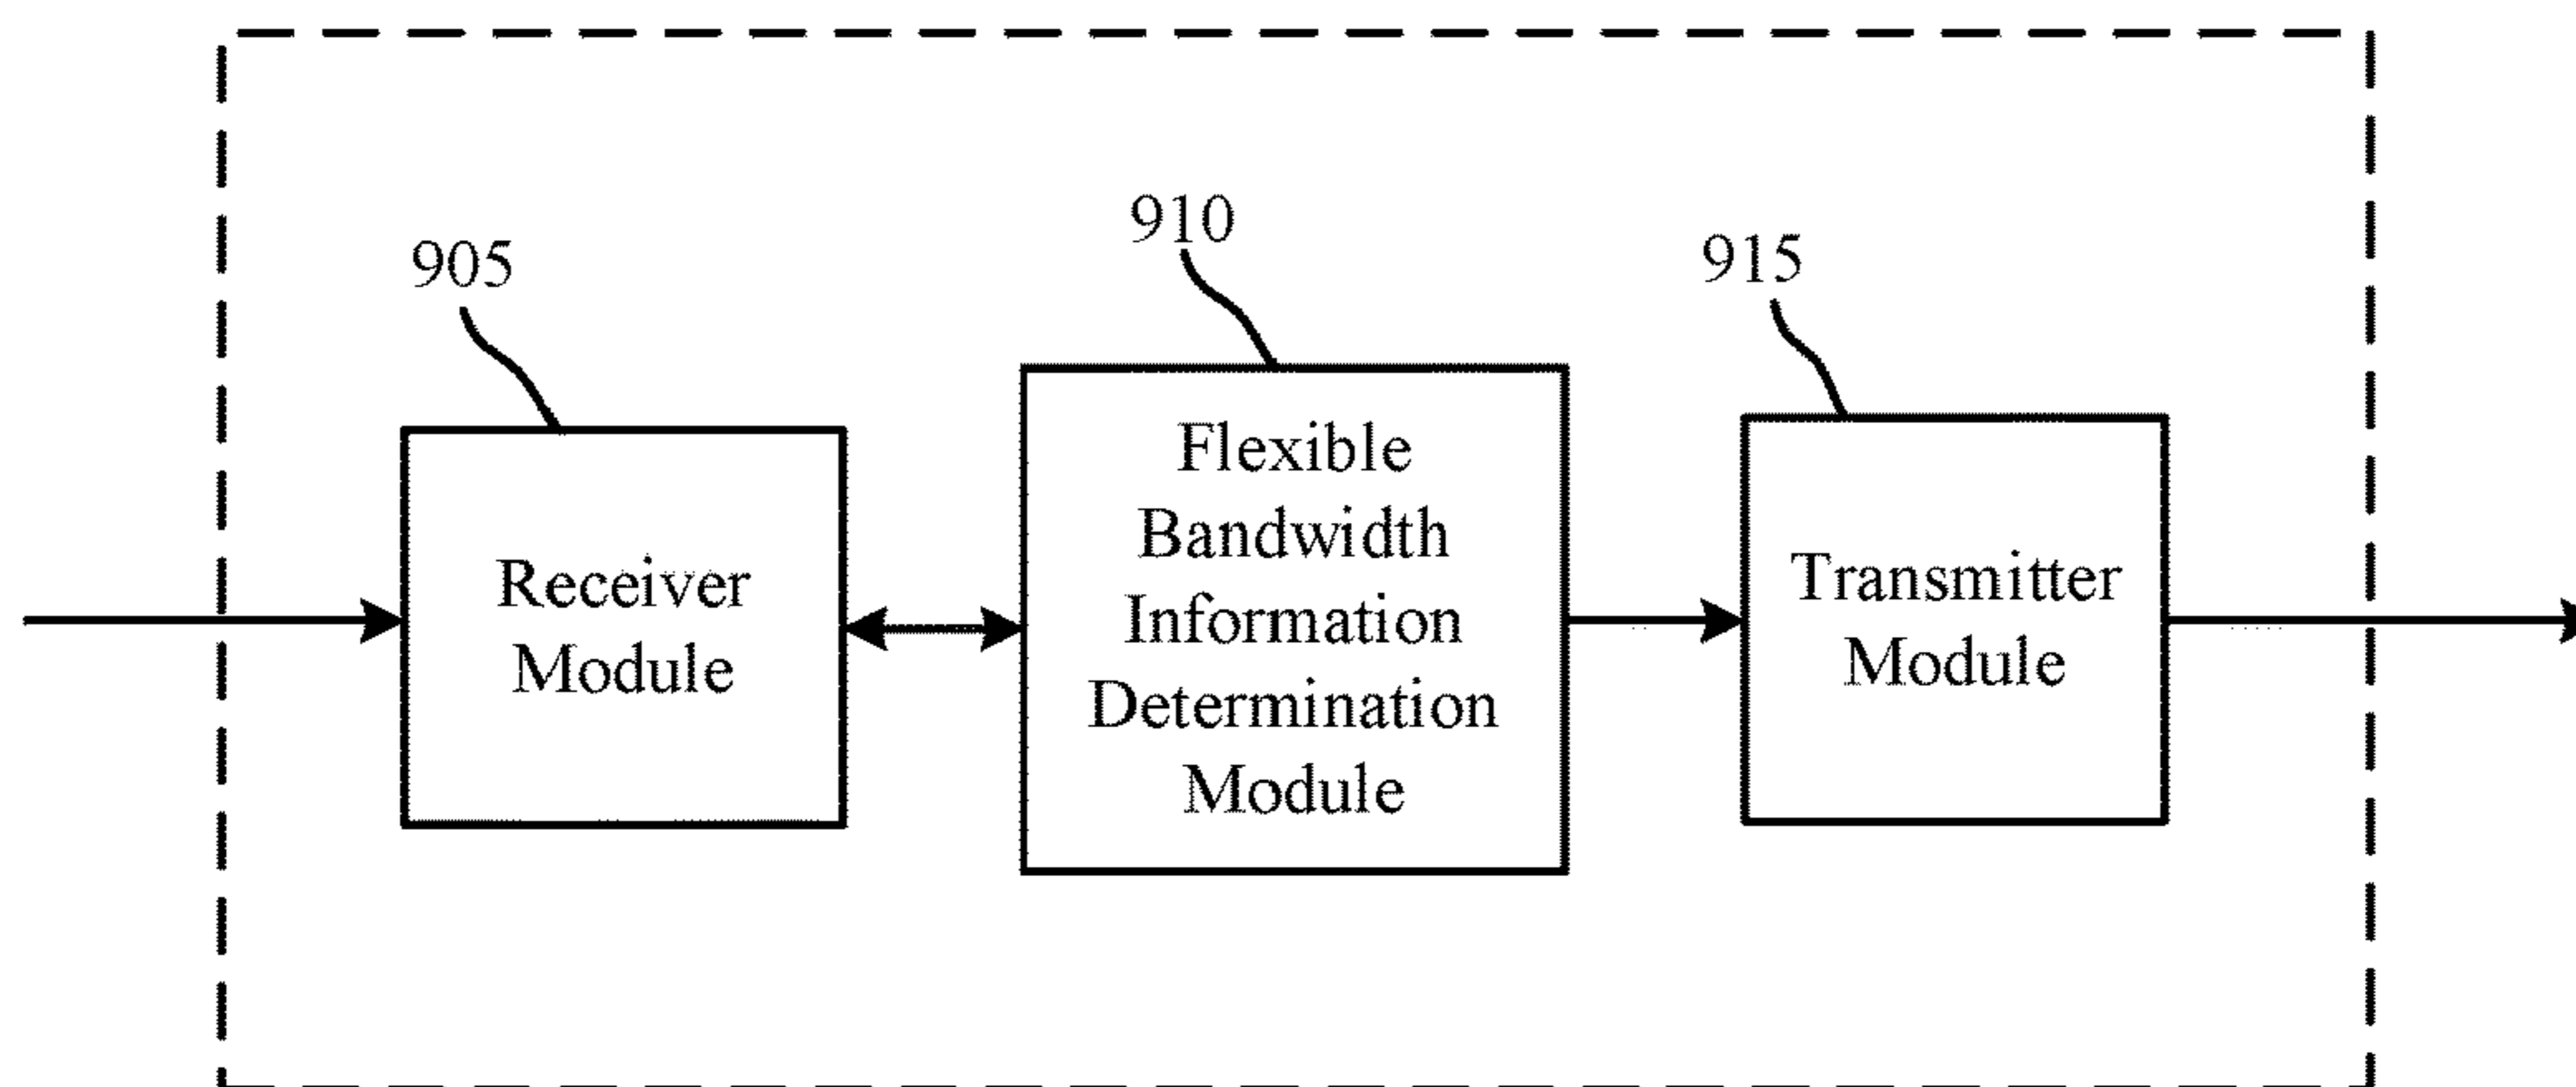 910
905
915
Flexible
Bandwidth
Information
Determination
Module
Receiver
Module
Transmitter
Module